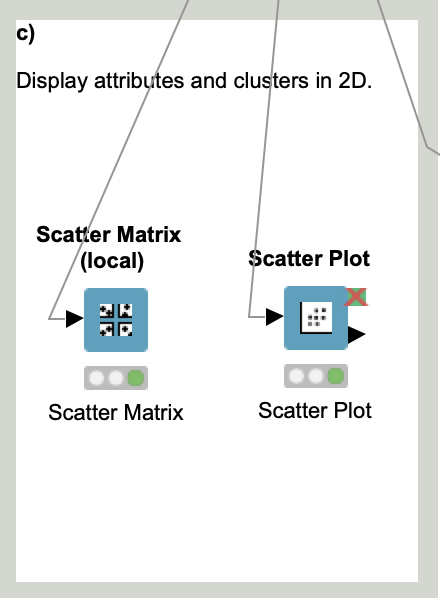 c)
Display attributes and clusters in 2D.
Scatter Matrix
(local)
Scatter Plot
Scatter Matrix
Scatter Plot